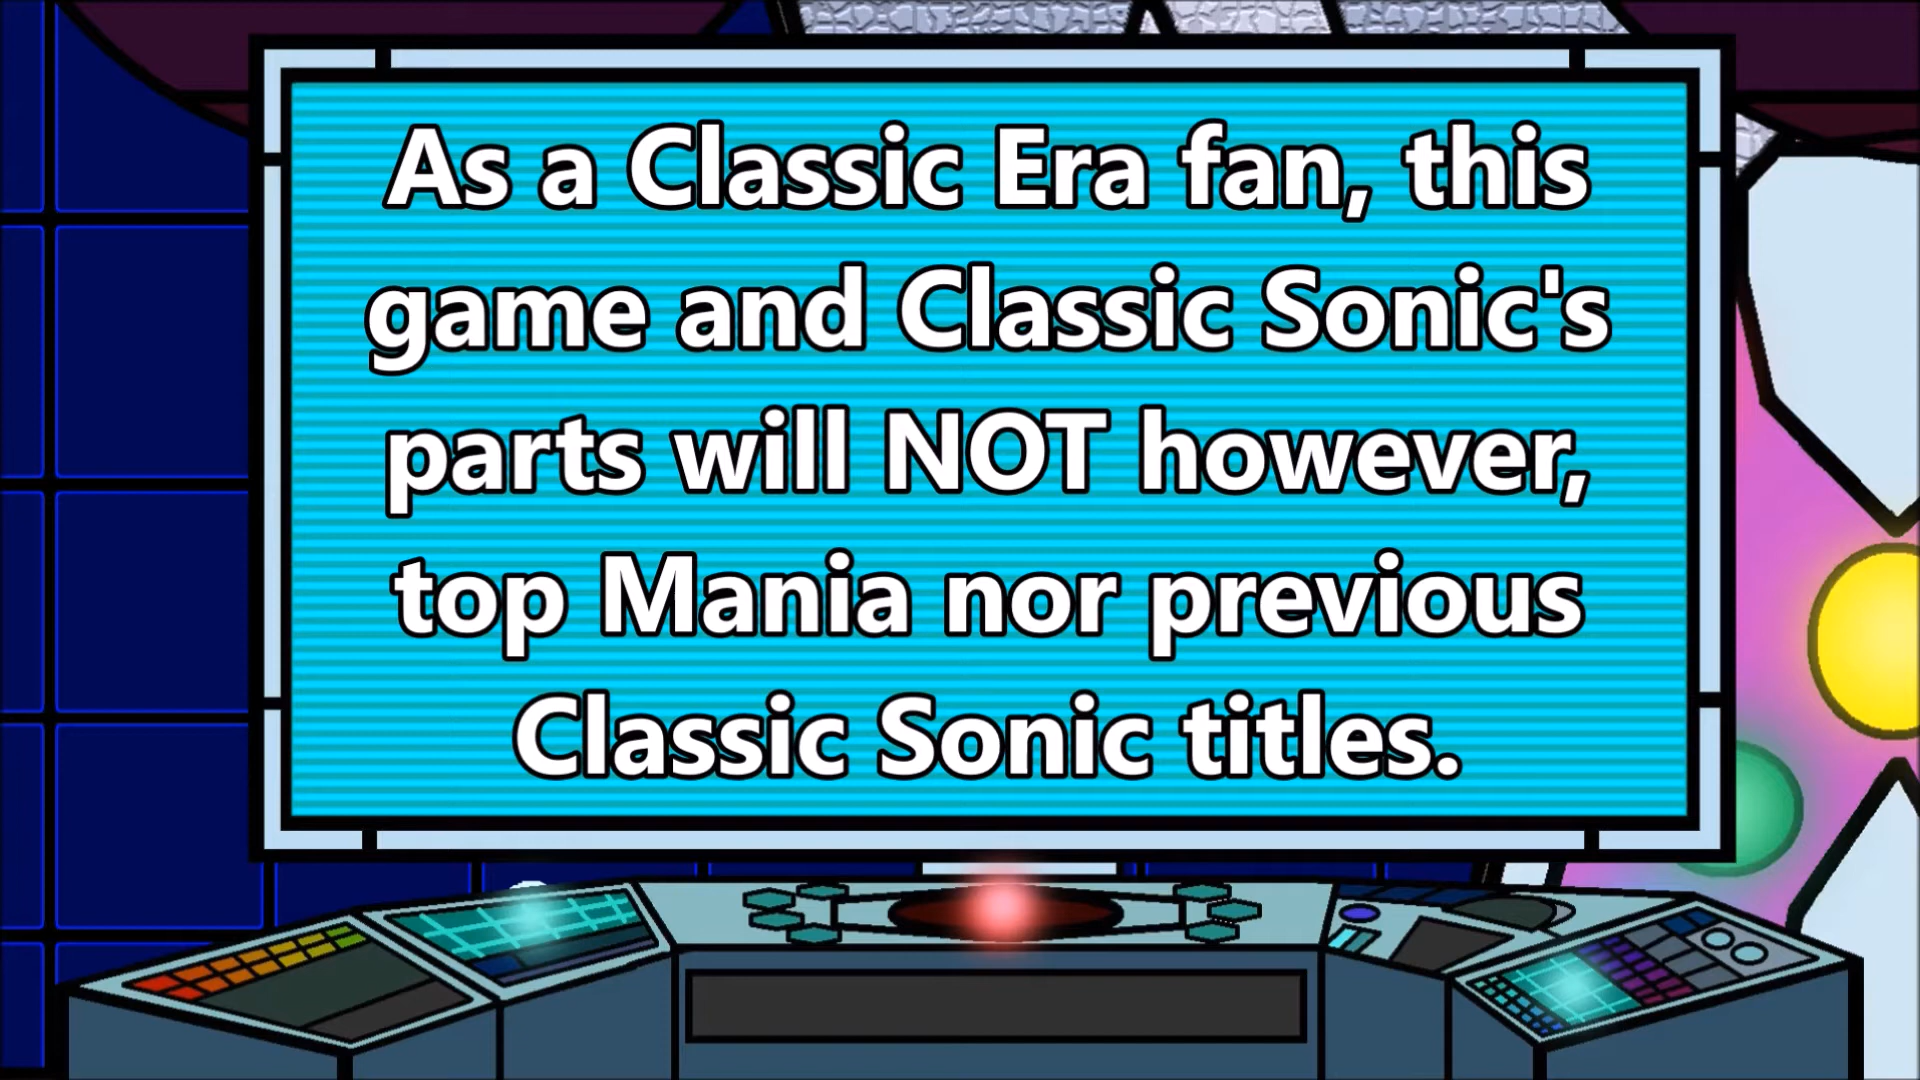 As a Classic Era fan, this
game and Classic Sonic's
parts will NOT however,
top Mania nor previous
Classic Sonic titles.